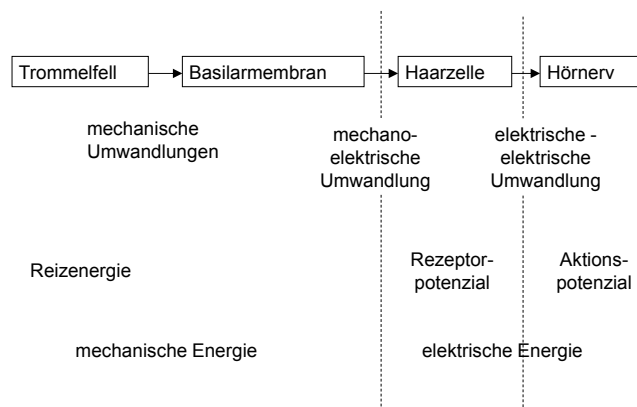 Trommelfell
Basilarmembran
Haarzelle
Hörnerv
mechanische
Umwandlungen
mechano-
elektrische
Umwandlung
elektrische -
elektrische
Umwandlung
Reizenergie
Rezeptor-
potenzial
Aktions-
potenzial
mechanische Energie
elektrische Energie